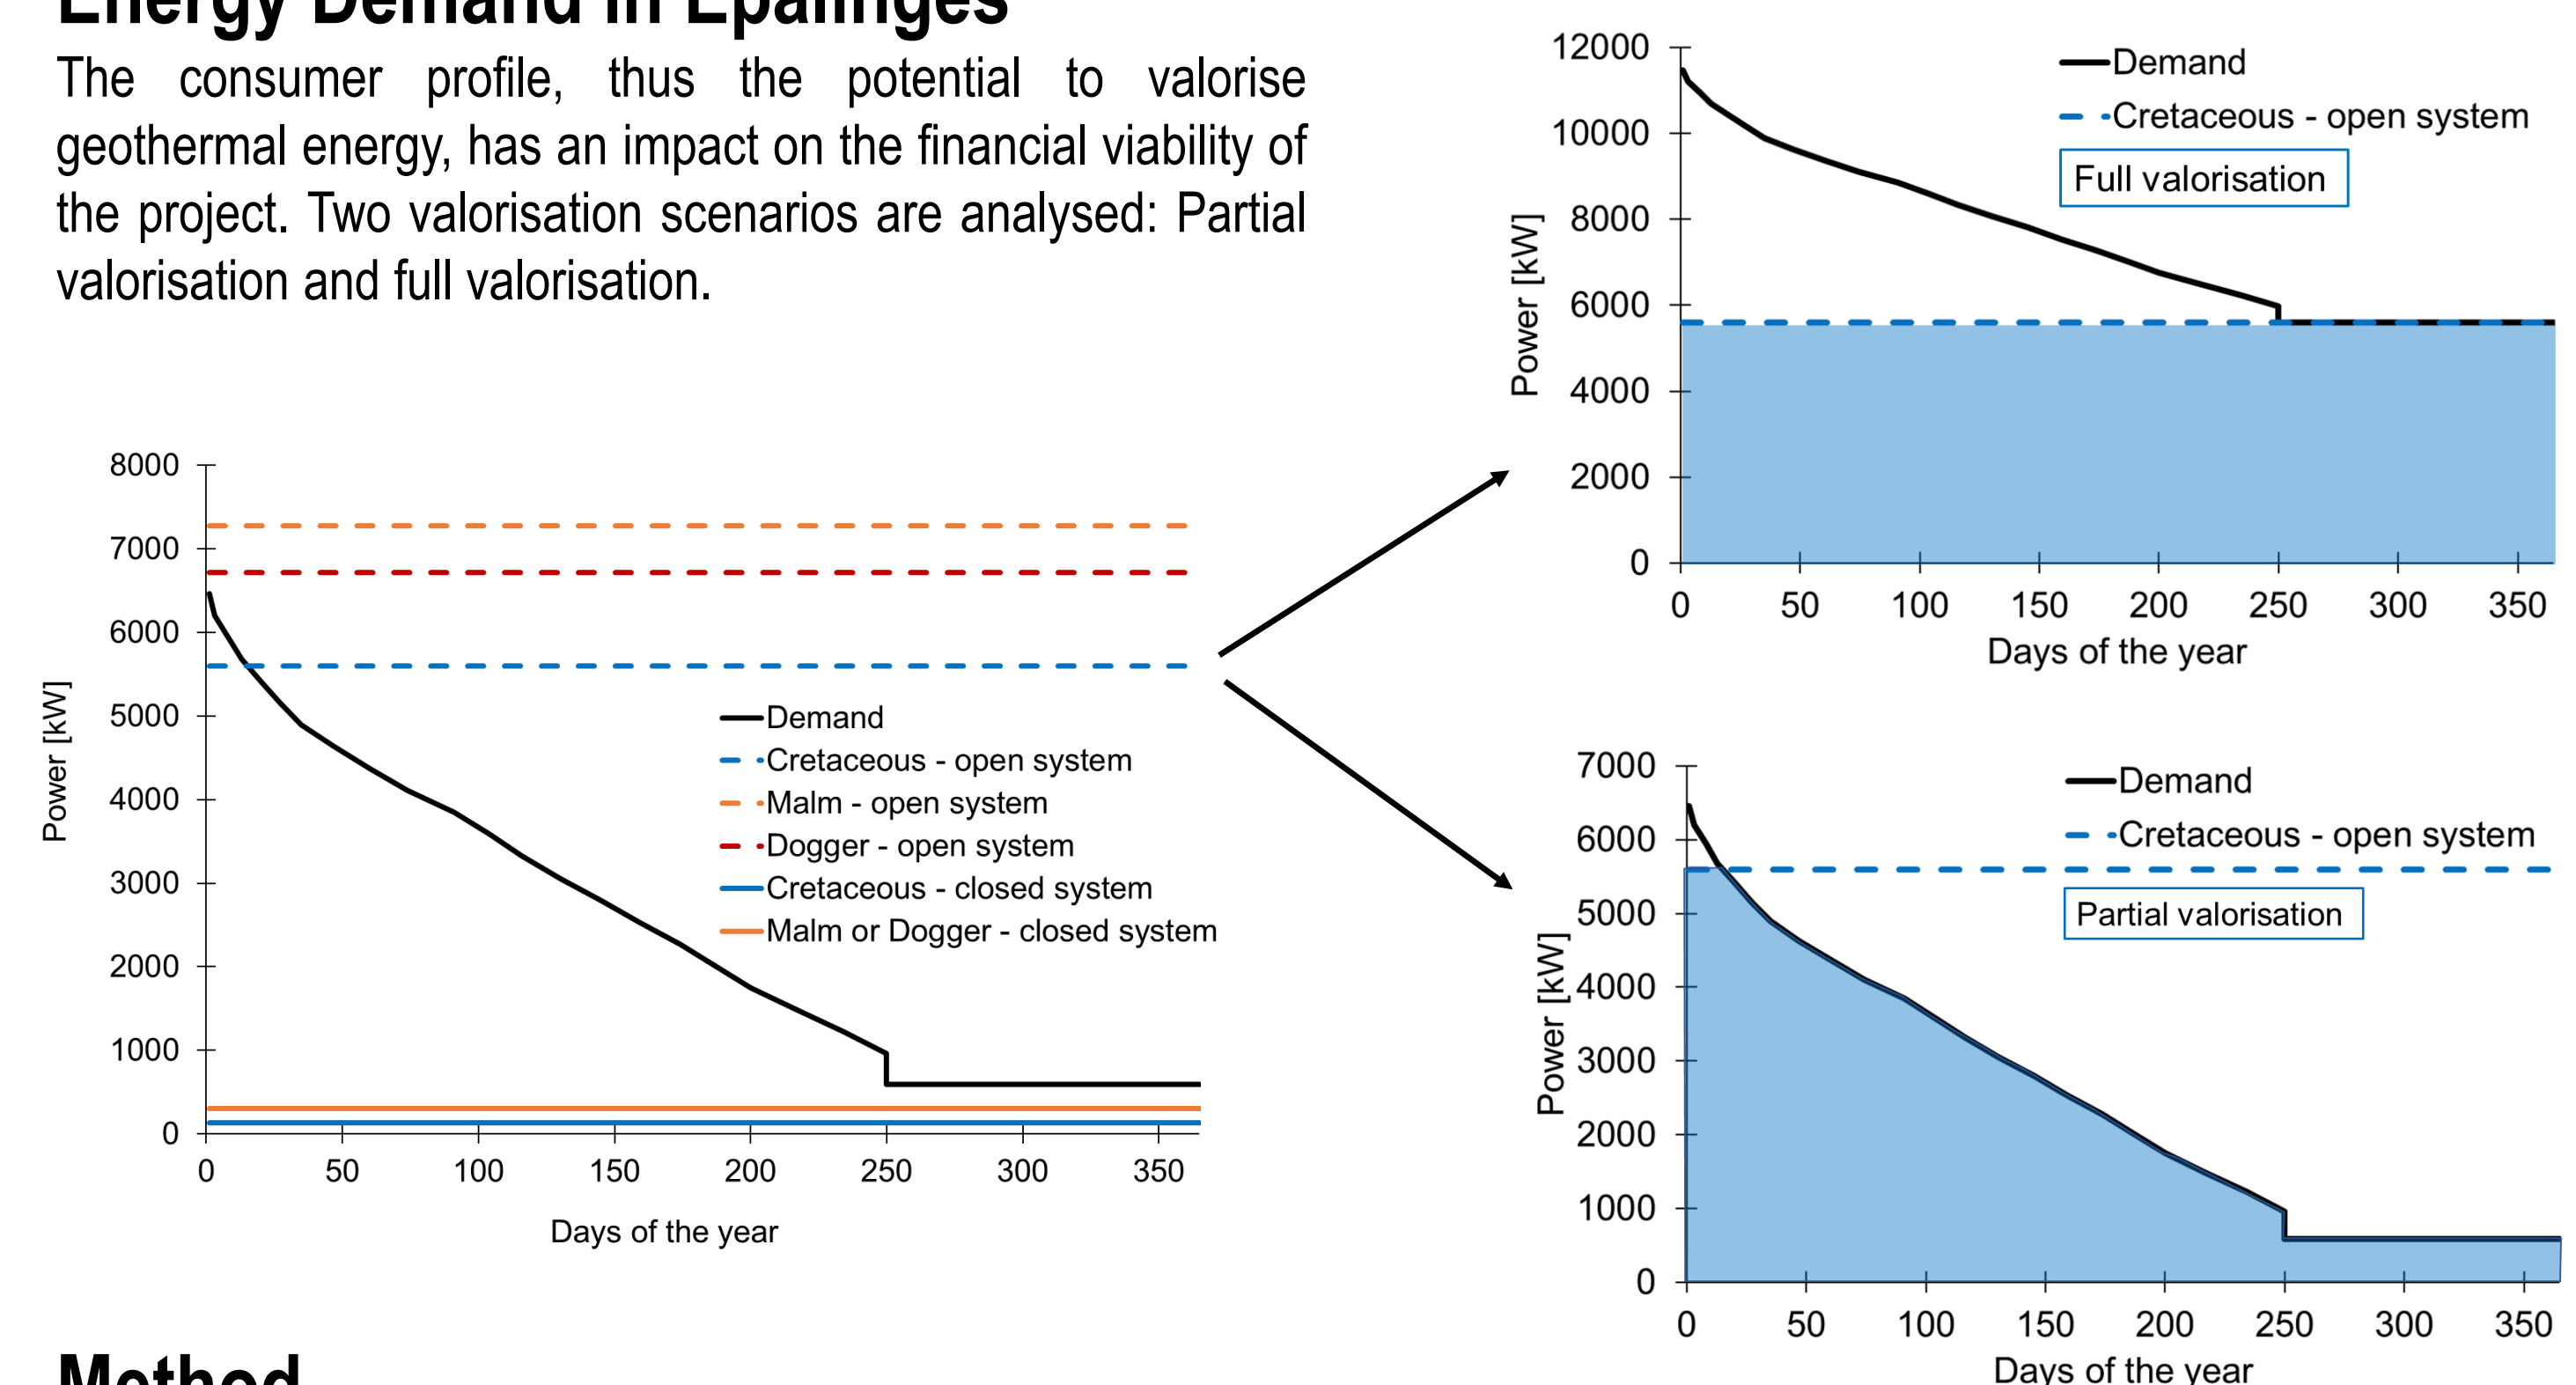 Energy Demand in Epalinges
The consumer profile, thus the potential to valorise
geothermal energy, has an impact on the financial viability of
the project. Two valorisation scenarios are analysed: Partial
valorisation and full valorisation.
8000
7000
6000
5000
4000
3000
2000
1000
0
Power [kW]
Demand
Cretaceous - open system
Malm - open system
Dogger - open system
Cretaceous - closed system
Malm or Dogger - closed system
0 50 100 150 200 250 300 350
Days of the year
12000
10000
8000
6000
4000
2000
0
Power [kW]
Demand
Cretaceous - open system
Full valorisation
0 50 100 150 200 250 300 350
Days of the year
7000
6000
5000
4000
3000
2000
1000
0
Power [kW]
Demand
Cretaceous - open system
Partial valorisation
0 50 100 150 200 250 300 350
Days of the year
Method